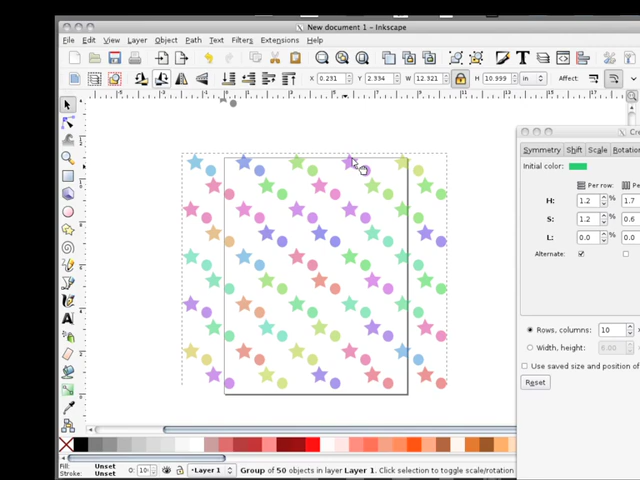 New document 1 - Inkscape
File Edit View Layer Object Path Text Filters Extensions Help
X 0.231 Y 2.334 W 12.321 H 10.999 in Affect:
Symmetry Shift Scale Rotation
Initial color:
Per row: Per
H: 1.2 % 1.7
S: 1.2 % 0.6
L: 0.0 % 0.0
Alternate:
Rows, columns: 10
Width, height: 8.00
Use saved size and position of
Reset
Fill: Unset
Stroke: Unset
O: 10
Layer 1
Group of 50 objects in layer Layer 1. Click selection to toggle scale/rotation